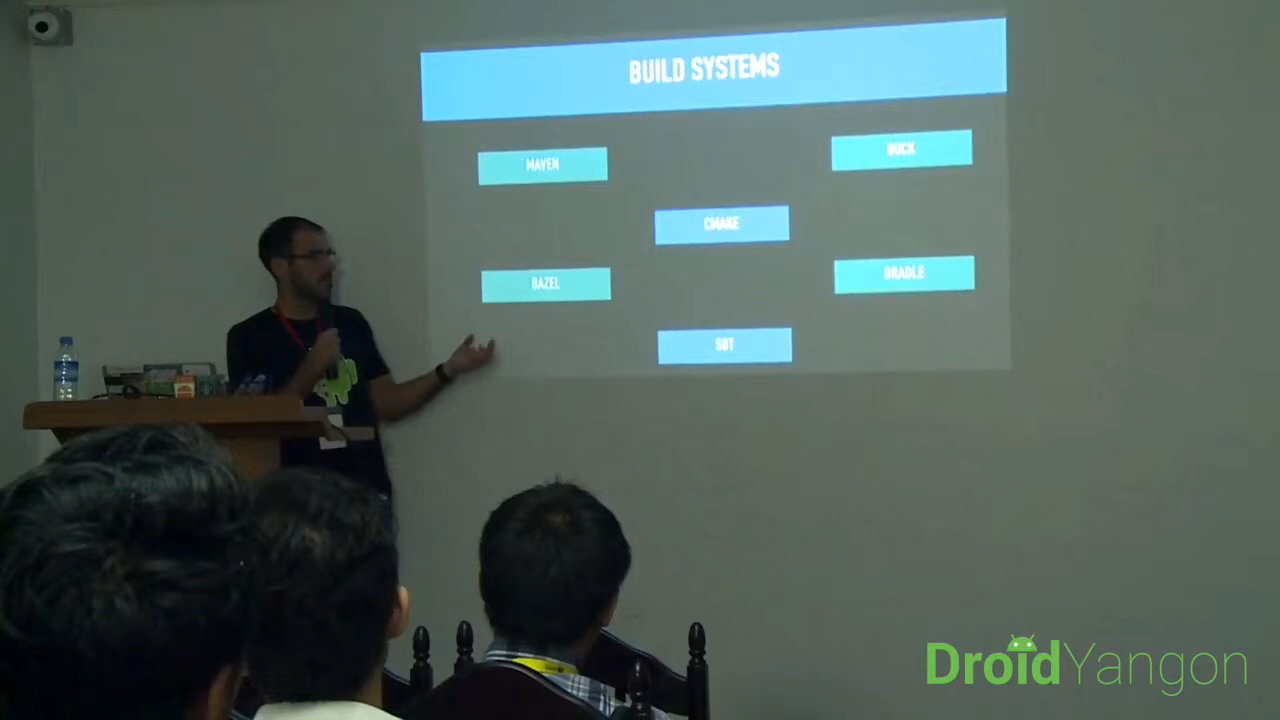 BUILD SYSTEMS
MAVEN
BUCK
CMAKE
BAZEL
GRADLE
SBT
DroidYangon